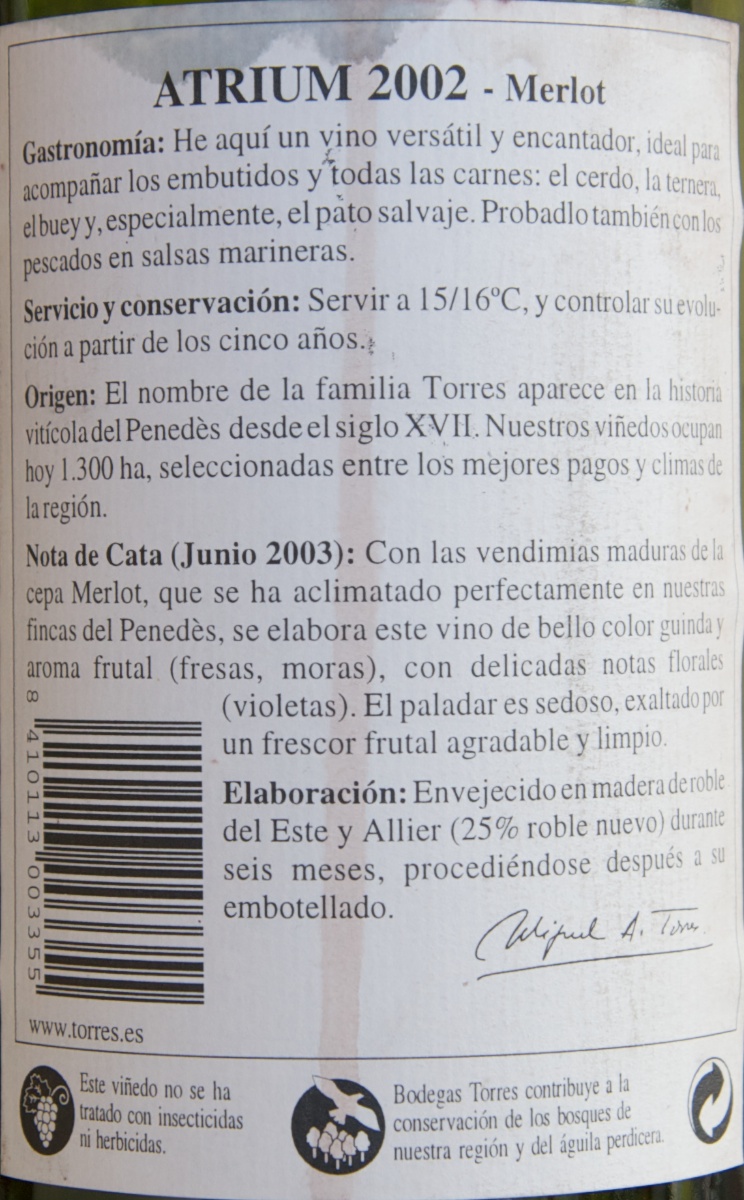 ATRIUM 2002 - Merlot
Gastronomía: He aquí un vino versátil y encantador, ideal para
acompañar los embutidos y todas las carnes: el cerdo, la ternera,
el buey y, especialmente, el pato salvaje. Probadlo también con los
pescados en salsas marineras.
Servicio y conservación: Servir a 15/16ºC, y controlar su evolu-
ción a partir de los cinco años.
Origen: El nombre de la familia Torres aparece en la historia
vitícola del Penedès desde el siglo XVII. Nuestros viñedos ocupan
hoy 1.300 ha, seleccionadas entre los mejores pagos y climas de
la región.
Nota de Cata (Junio 2003): Con las vendimias maduras de la
cepa Merlot, que se ha aclimatado perfectamente en nuestras
fincas del Penedès, se elabora este vino de bello color guinda y
aroma frutal (fresas, moras), con delicadas notas florales
(violetas). El paladar es sedoso, exaltado por
un frescor frutal agradable y limpio.
Elaboración: Envejecido en madera de roble
del Este y Allier (25% roble nuevo) durante
seis meses, procediéndose después a su
embotellado.
Miguel A. Torres
8 410113 003355
www.torres.es
Este viñedo no se ha
tratado con insecticidas
ni herbicidas.
Bodegas Torres contribuye a la
conservación de los bosques de
nuestra región y del águila perdicera.